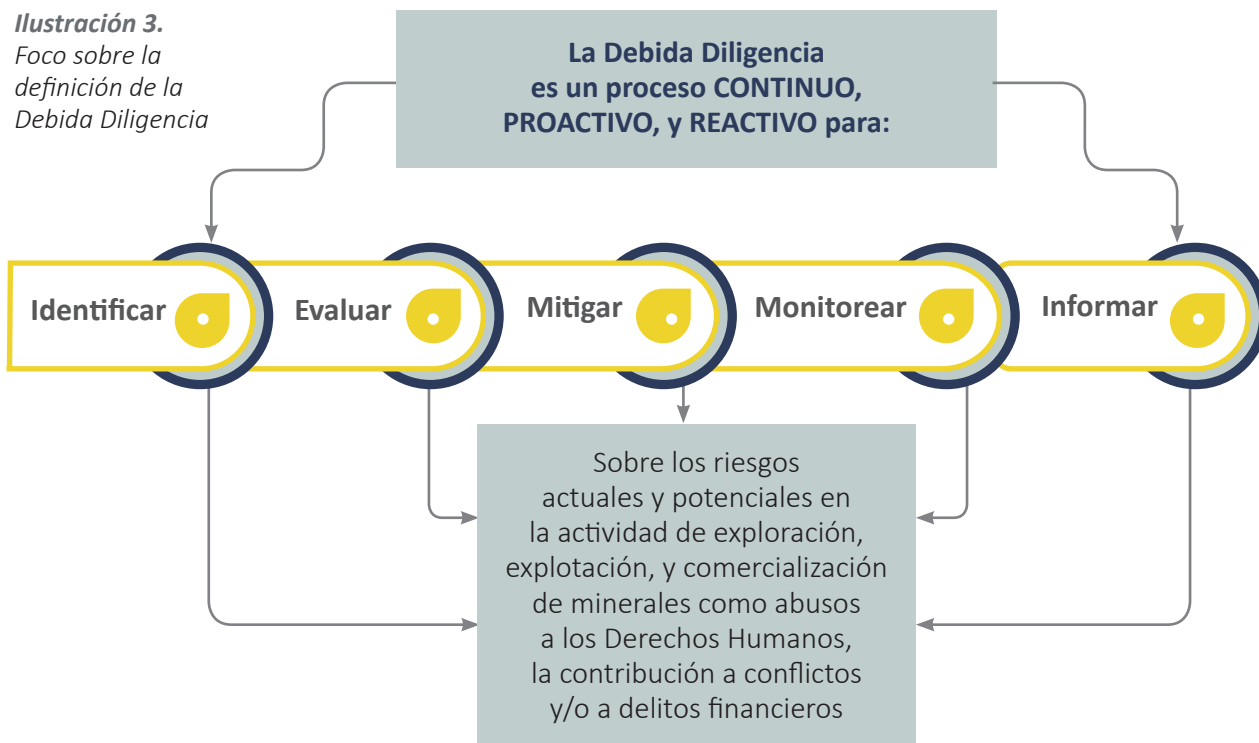 Ilustración 3.
Foco sobre la
definición de la
Debida Diligencia
La Debida Diligencia
es un proceso CONTINUO,
PROACTIVO, y REACTIVO para:
Identificar
Evaluar
Mitigar
Monitorear
Informar
Sobre los riesgos
actuales y potenciales en
la actividad de exploración,
explotación, y comercialización
de minerales como abusos
a los Derechos Humanos,
la contribución a conflictos
y/o a delitos financieros